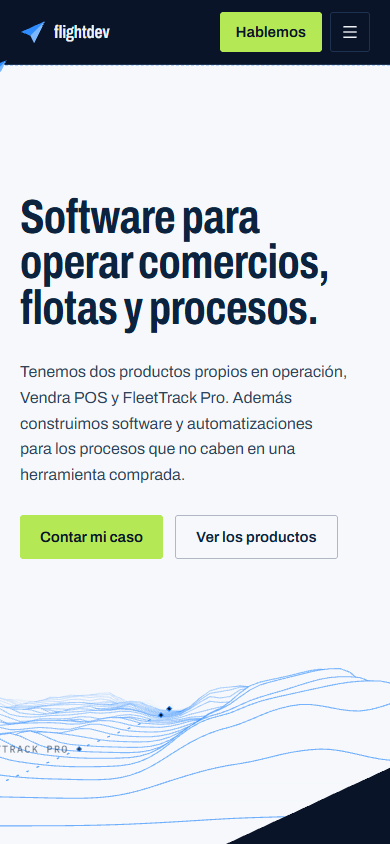 flightdev
Hablemos
Software para
operar comercios,
flotas y procesos.
Tenemos dos productos propios en operación,
Vendra POS y FleetTrack Pro. Además
construimos software y automatizaciones
para los procesos que no caben en una
herramienta comprada.
Contar mi caso
Ver los productos
TRACK PRO